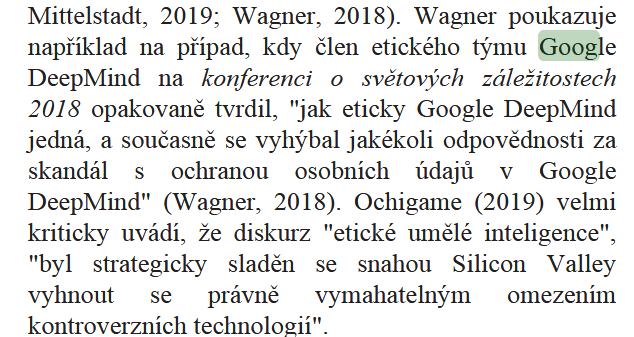 Mittelstadt, 2019; Wagner, 2018). Wagner poukazuje
například na případ, kdy člen etického týmu Google
DeepMind na konferenci o světových záležitostech
2018 opakovaně tvrdil, "jak eticky Google DeepMind
jedná, a současně se vyhýbal jakékoli odpovědnosti za
skandál s ochranou osobních údajů v Google
DeepMind" (Wagner, 2018). Ochigame (2019) velmi
kriticky uvádí, že diskurz "etické umělé inteligence",
"byl strategicky sladěn se snahou Silicon Valley
vyhnout se právně vymahatelným omezením
kontroverzních technologií".